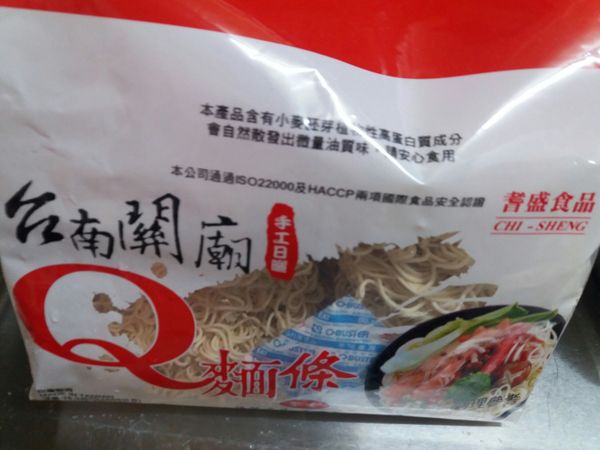 本產品含有小麥胚芽植物性高蛋白質成分
會自然散發出微量油質味，請安心食用
本公司通過ISO22000及HACCP兩項國際食品安全認證
耆盛食品
CHI-SHENG
台南關廟
手工日曬
Q麵條
O-BUSTER
O-BUSTER